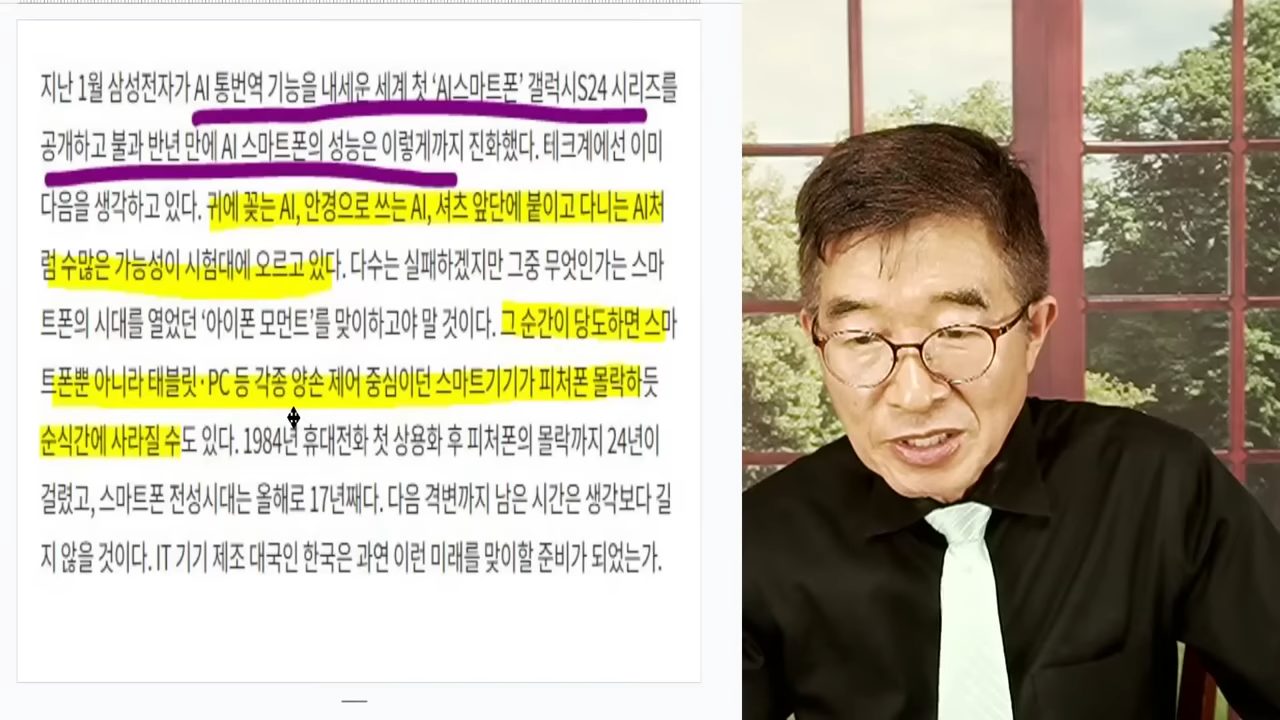 지난 1월 삼성전자가 AI 통번역 기능을 내세운 세계 첫 ‘AI스마트폰’ 갤럭시S24 시리즈를
공개하고 불과 반년 만에 AI 스마트폰의 성능은 이렇게까지 진화했다. 테크계에선 이미
다음을 생각하고 있다. 귀에 꽂는 AI, 안경으로 쓰는 AI, 셔츠 앞단에 붙이고 다니는 AI처
럼 수많은 가능성이 시험대에 오르고 있다. 다수는 실패하겠지만 그중 무엇인가는 스마
트폰의 시대를 열었던 ‘아이폰 모먼트’를 맞이하고야 말 것이다. 그 순간이 당도하면 스마
트폰뿐 아니라 태블릿·PC 등 각종 양손 제어 중심이던 스마트기기가 피처폰 몰락하듯
순식간에 사라질 수도 있다. 1984년 휴대전화 첫 상용화 후 피처폰의 몰락까지 24년이
걸렸고, 스마트폰 전성시대는 올해로 17년째다. 다음 격변까지 남은 시간은 생각보다 길
지 않을 것이다. IT 기기 제조 대국인 한국은 과연 이런 미래를 맞이할 준비가 되었는가.